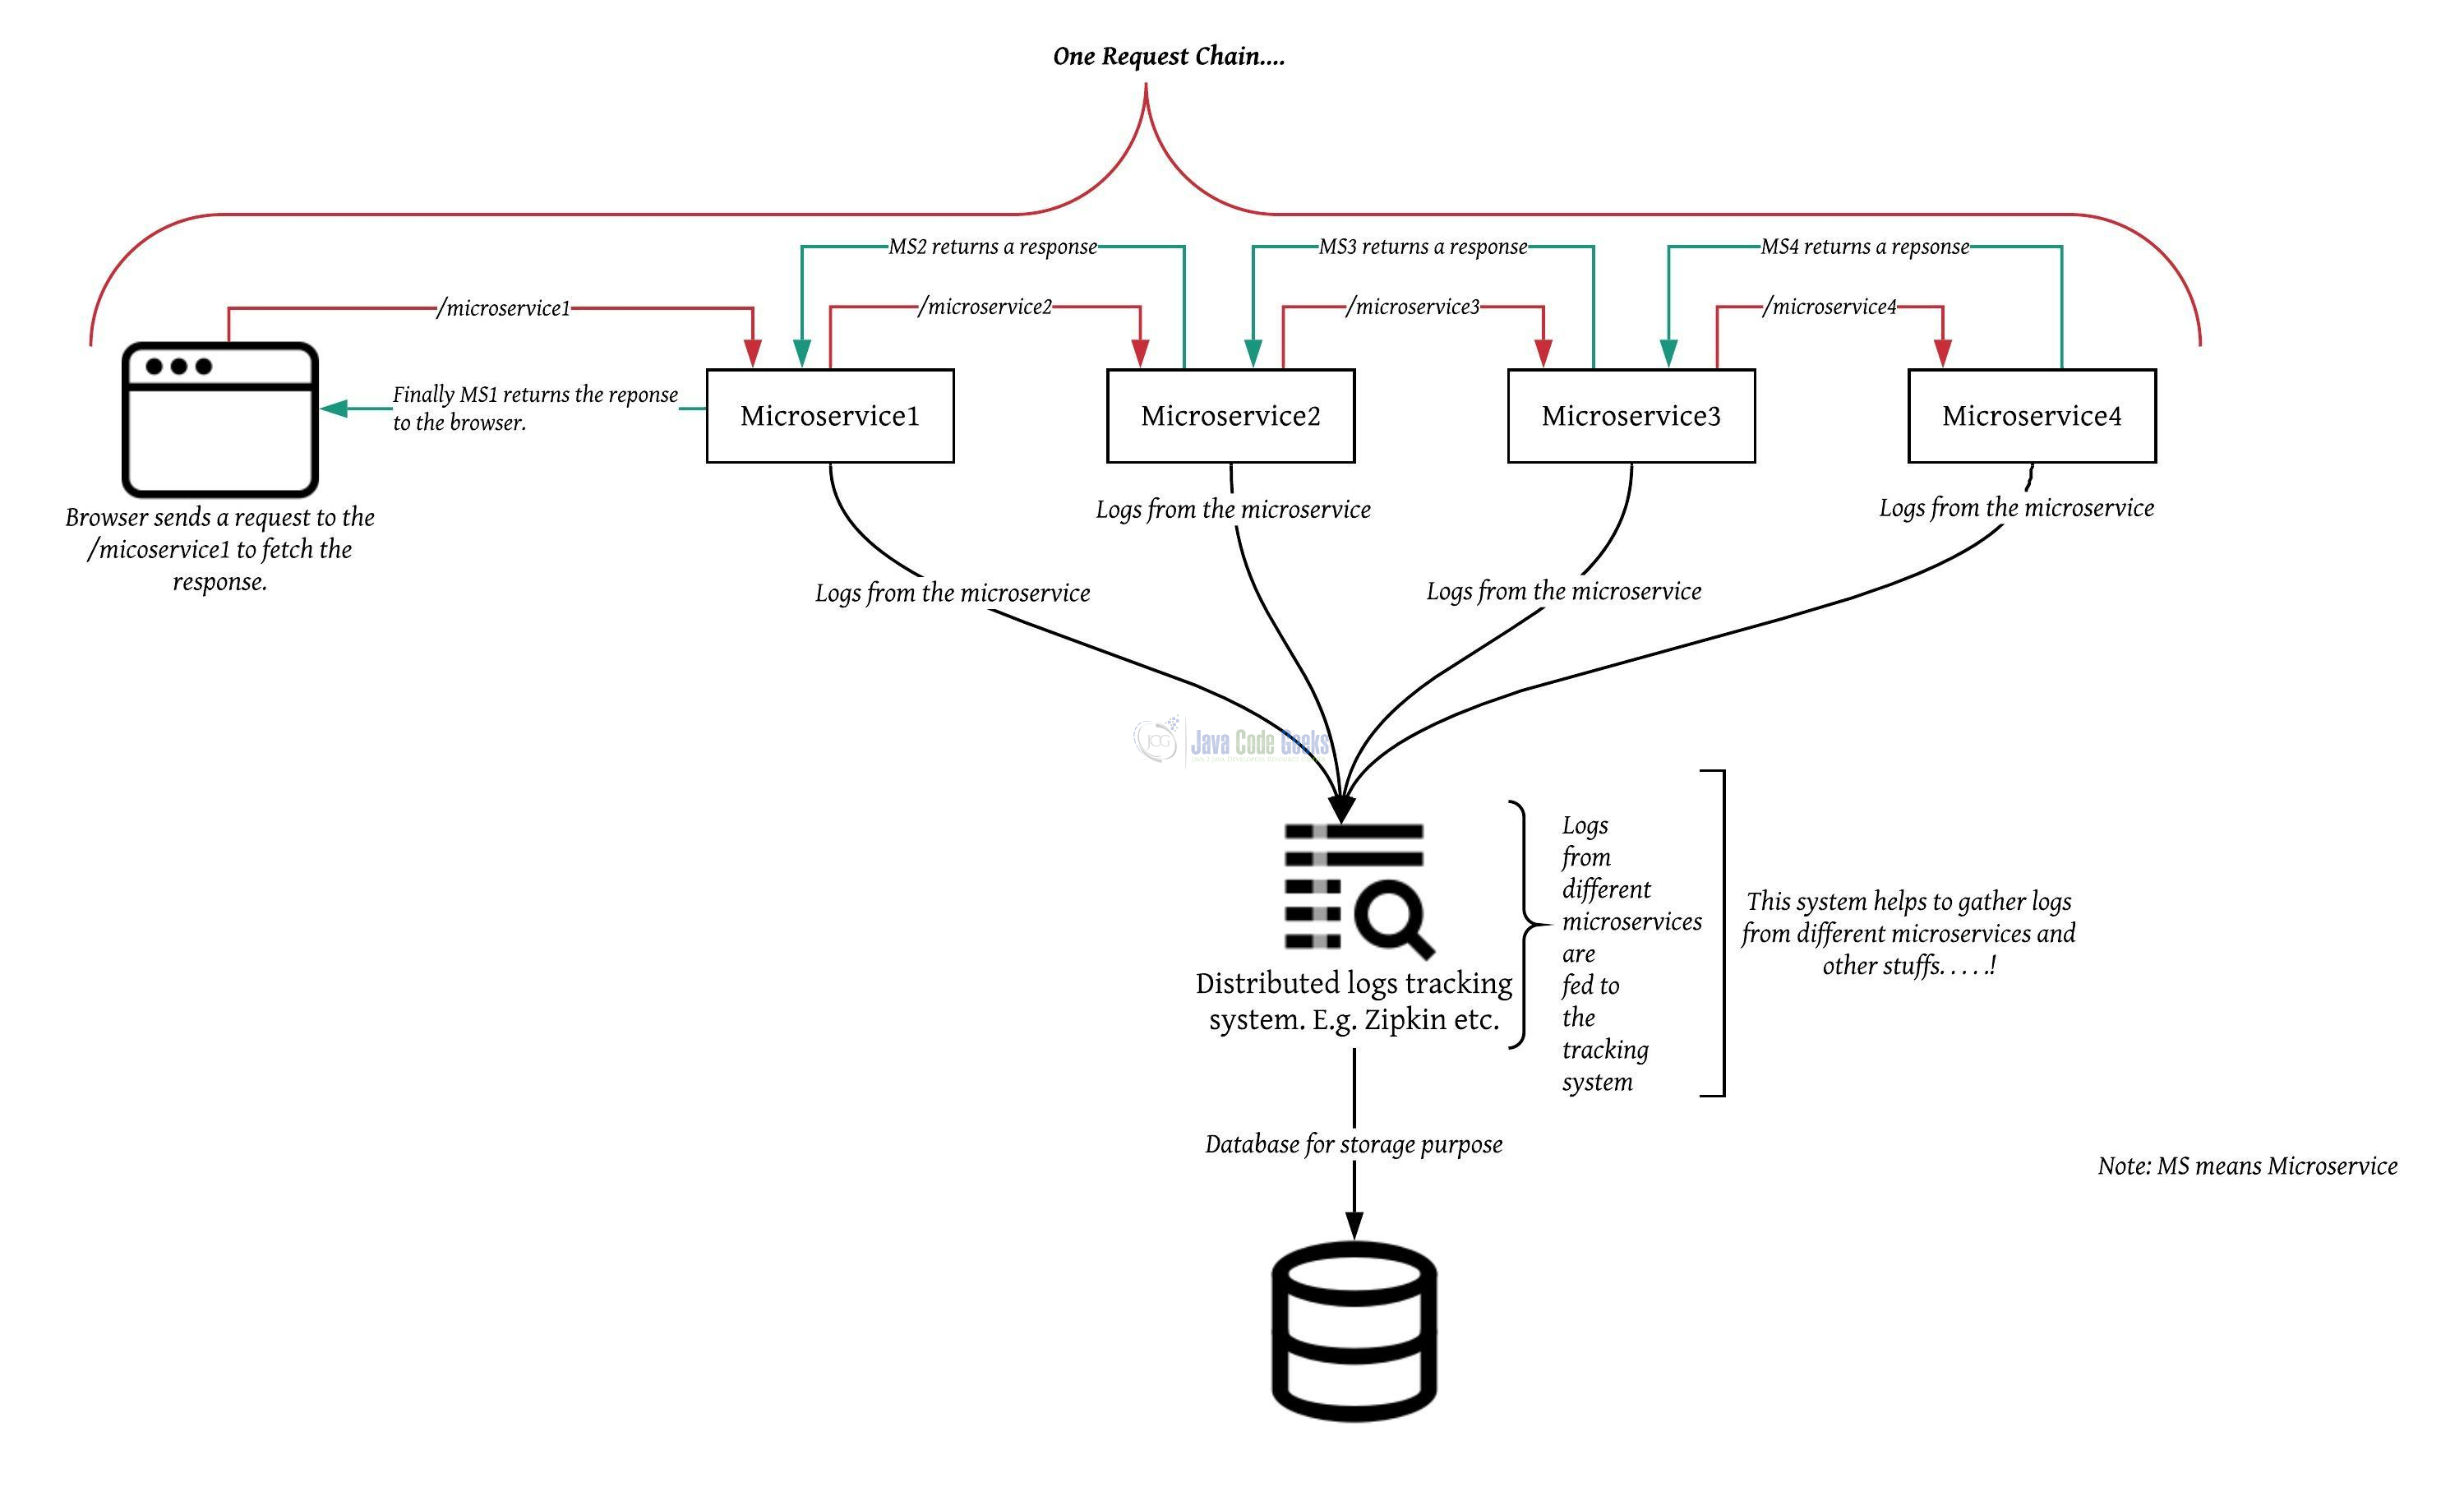 One Request Chain....
MS2 returns a response
MS3 returns a response
MS4 returns a repsonse
/microservice1
/microservice2
/microservice3
/microservice4
Finally MS1 returns the reponse
to the browser.
Microservice1
Microservice2
Microservice3
Microservice4
Browser sends a request to the
/micoservice1 to fetch the
response.
Logs from the microservice
Logs from the microservice
Logs from the microservice
Logs from the microservice
JCG
Java Code Geeks
Distributed logs tracking
system. E.g. Zipkin etc.
Logs
from
different
microservices
are
fed to
the
tracking
system
This system helps to gather logs
from different microservices and
other stuffs. . . . .!
Database for storage purpose
Note: MS means Microservice